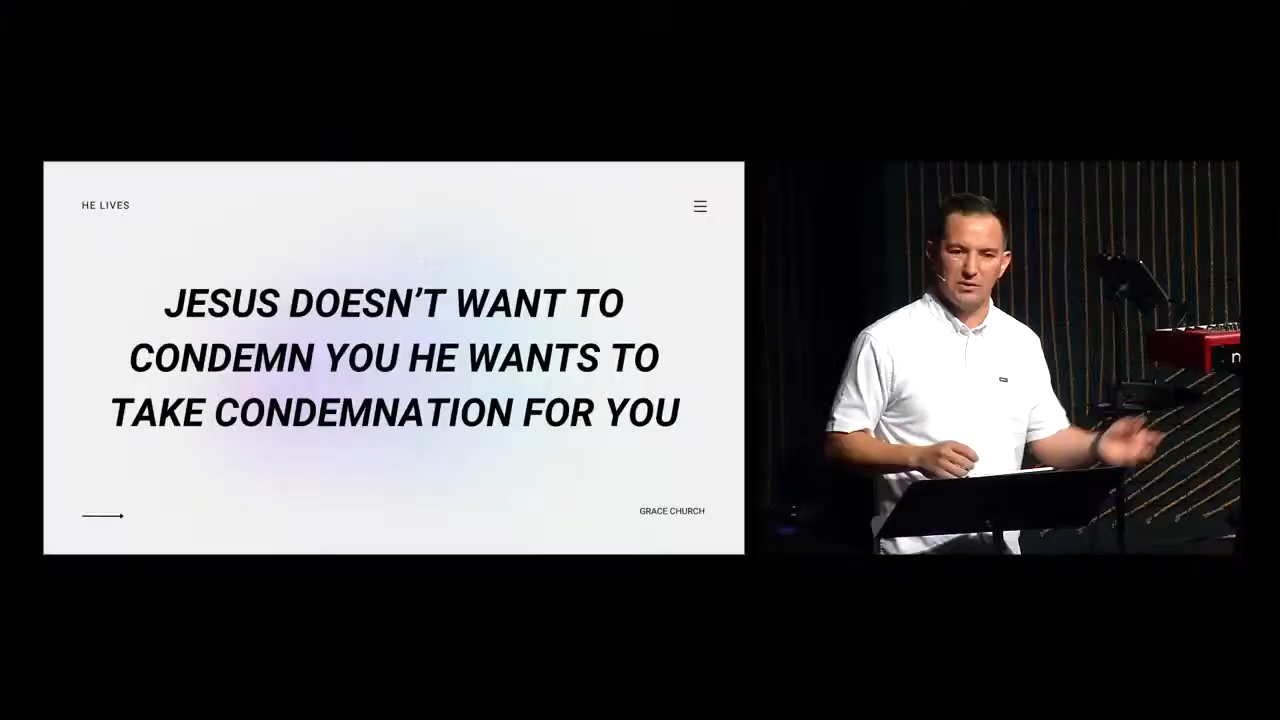 HE LIVES
JESUS DOESN’T WANT TO
CONDEMN YOU HE WANTS TO
TAKE CONDEMNATION FOR YOU
GRACE CHURCH